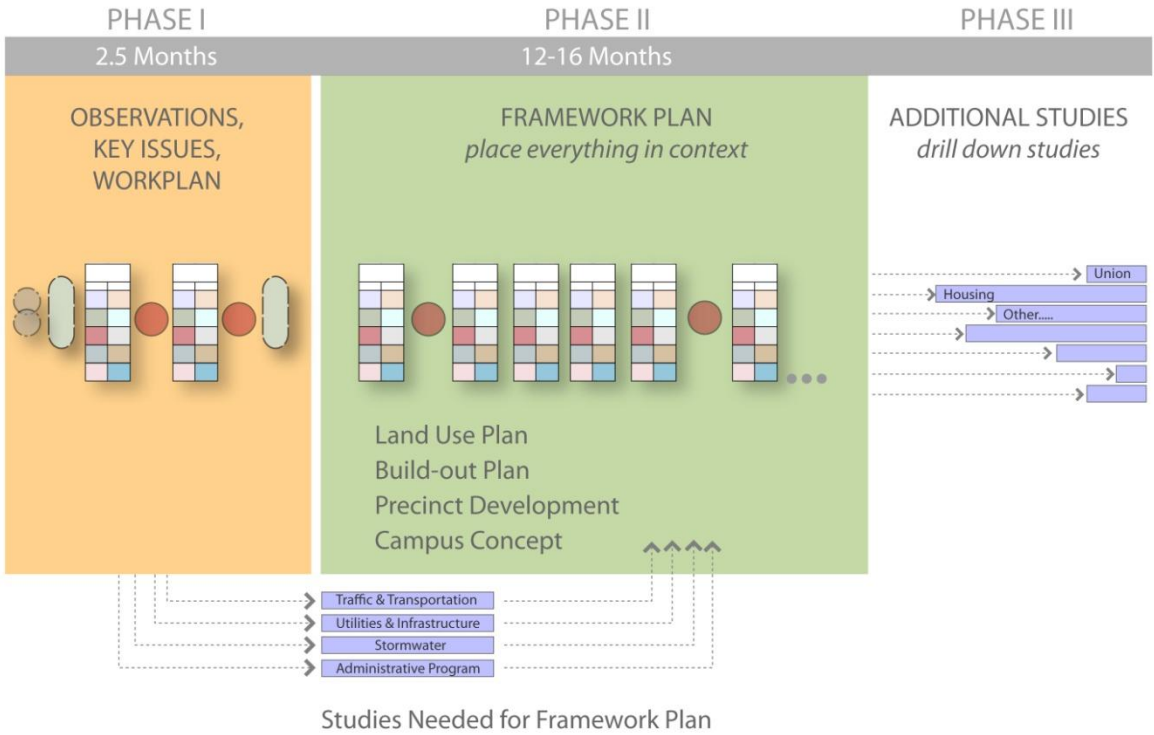 PHASE I
PHASE II
PHASE III
2.5 Months
12-16 Months
OBSERVATIONS,
KEY ISSUES,
WORKPLAN
FRAMEWORK PLAN
place everything in context
ADDITIONAL STUDIES
drill down studies
Union
Housing
Other.....
Land Use Plan
Build-out Plan
Precinct Development
Campus Concept
Traffic & Transportation
Utilities & Infrastructure
Stormwater
Administrative Program
Studies Needed for Framework Plan